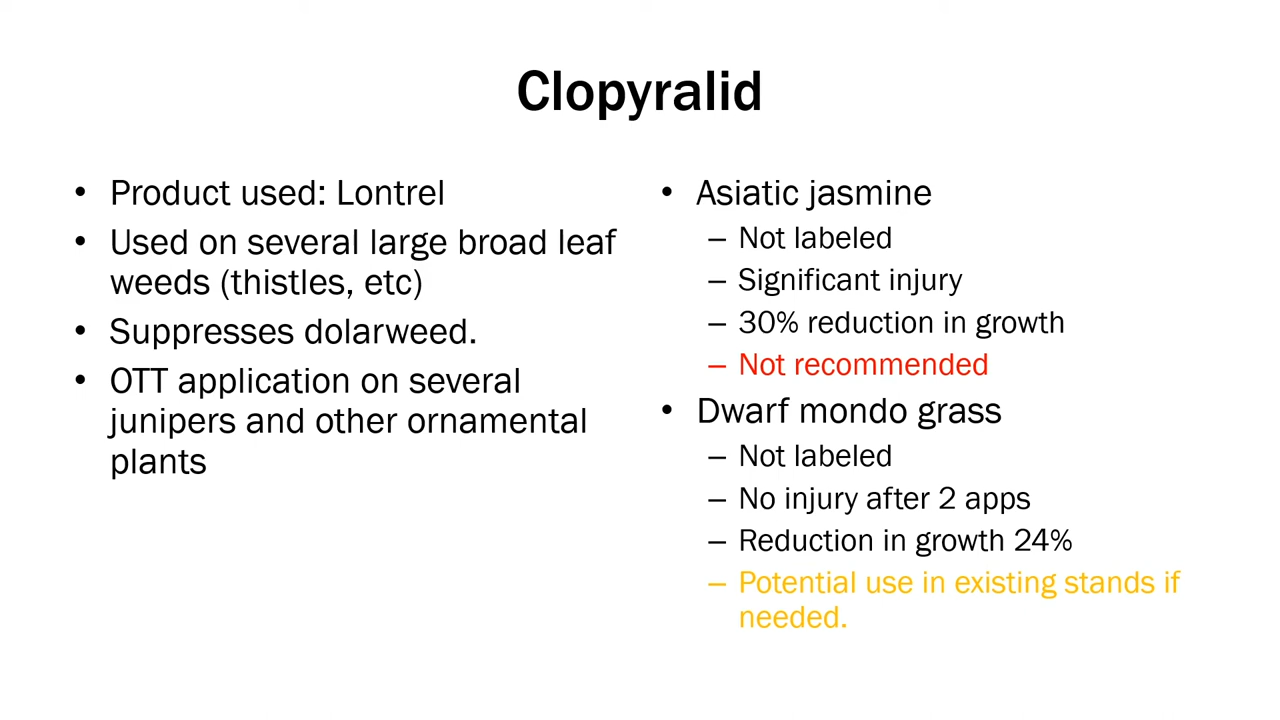 Clopyralid
• Product used: Lontrel
• Used on several large broad leaf
weeds (thistles, etc)
• Suppresses dolarweed.
• OTT application on several
junipers and other ornamental
plants
• Asiatic jasmine
– Not labeled
– Significant injury
– 30% reduction in growth
– Not recommended
• Dwarf mondo grass
– Not labeled
– No injury after 2 apps
– Reduction in growth 24%
– Potential use in existing stands if
needed.